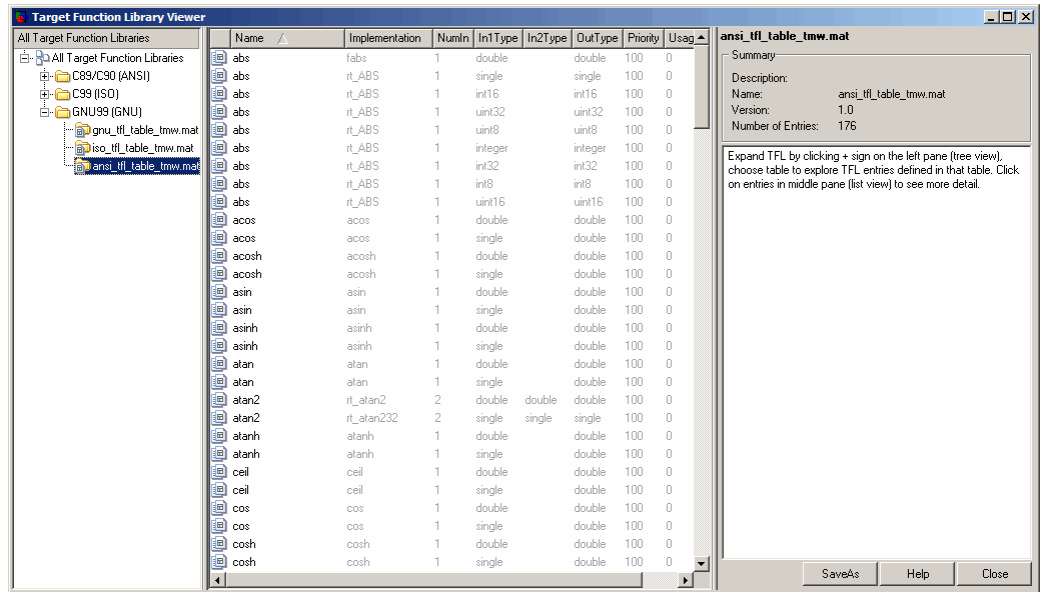 Target Function Library Viewer
All Target Function Libraries
All Target Function Libraries
C89/C90 (ANSI)
C99 (ISO)
GNU99 (GNU)
gnu_tfl_table_tmw.mat
iso_tfl_table_tmw.mat
ansi_tfl_table_tmw.mat
Name Implementation NumIn In1Type In2Type OutType Priority Usag
abs fabs 1 double double 100 0
abs rt_ABS 1 single single 100 0
abs rt_ABS 1 int16 int16 100 0
abs rt_ABS 1 uint32 uint32 100 0
abs rt_ABS 1 uint8 uint8 100 0
abs rt_ABS 1 integer integer 100 0
abs rt_ABS 1 int32 int32 100 0
abs rt_ABS 1 int8 int8 100 0
abs rt_ABS 1 uint16 uint16 100 0
acos acos 1 double double 100 0
acos acos 1 single double 100 0
acosh acosh 1 double double 100 0
acosh acosh 1 single double 100 0
asin asin 1 double double 100 0
asin asin 1 single double 100 0
asinh asinh 1 double double 100 0
asinh asinh 1 single double 100 0
atan atan 1 double double 100 0
atan atan 1 single double 100 0
atan2 rt_atan2 2 double double double 100 0
atan2 rt_atan232 2 single single single 100 0
atanh atanh 1 double double 100 0
atanh atanh 1 single double 100 0
ceil ceil 1 double double 100 0
ceil ceil 1 single double 100 0
cos cos 1 double double 100 0
cos cos 1 single double 100 0
cosh cosh 1 double double 100 0
cosh cosh 1 single double 100 0
ansi_tfl_table_tmw.mat
Summary
Description:
Name: ansi_tfl_table_tmw.mat
Version: 1.0
Number of Entries: 176
Expand TFL by clicking + sign on the left pane (tree view),
choose table to explore TFL entries defined in that table. Click
on entries in middle pane (list view) to see more detail.
SaveAs Help Close